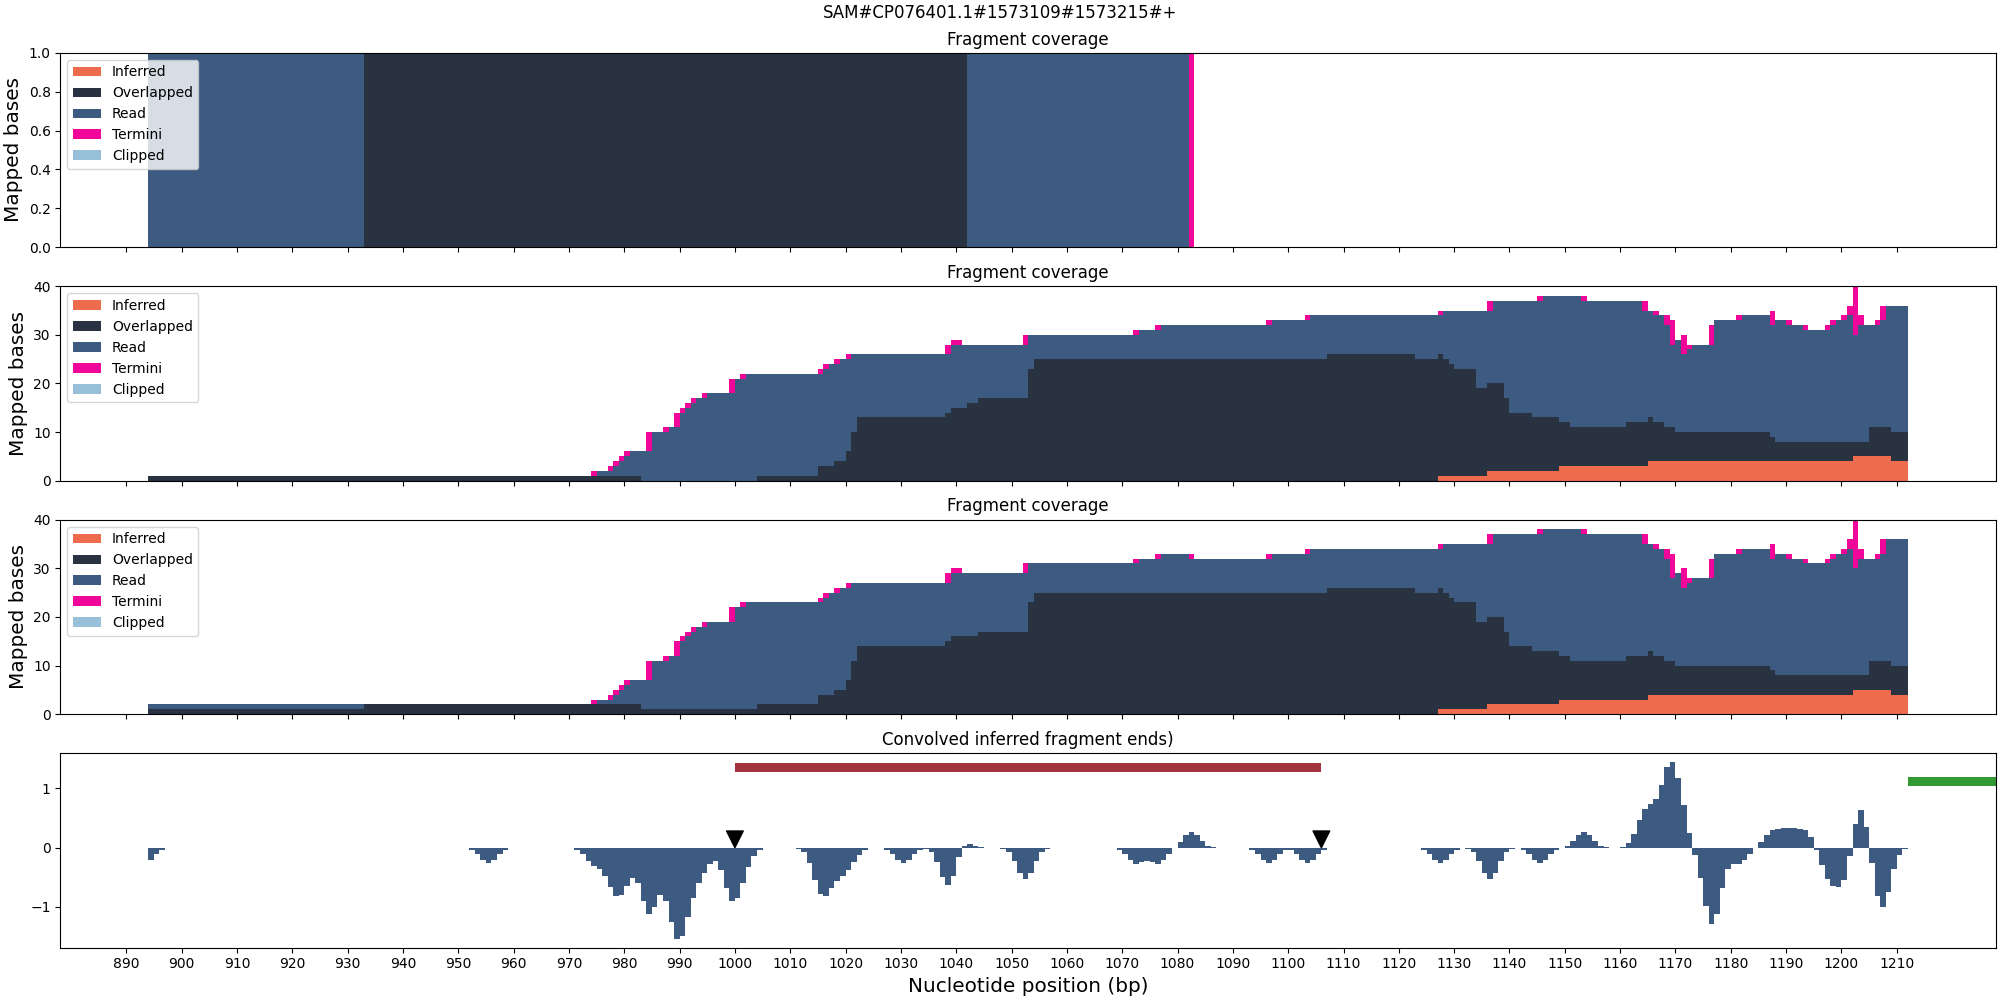 SAM#CP076401.1#1573109#1573215#+
Fragment coverage
Mapped bases
1.0
0.8
0.6
0.4
0.2
0.0
Inferred
Overlapped
Read
Termini
Clipped
Fragment coverage
Mapped bases
40
30
20
10
0
Inferred
Overlapped
Read
Termini
Clipped
Fragment coverage
Mapped bases
40
30
20
10
0
Inferred
Overlapped
Read
Termini
Clipped
Convolved inferred fragment ends)
1
0
−1
890 900 910 920 930 940 950 960 970 980 990 1000 1010 1020 1030 1040 1050 1060 1070 1080 1090 1100 1110 1120 1130 1140 1150 1160 1170 1180 1190 1200 1210
Nucleotide position (bp)